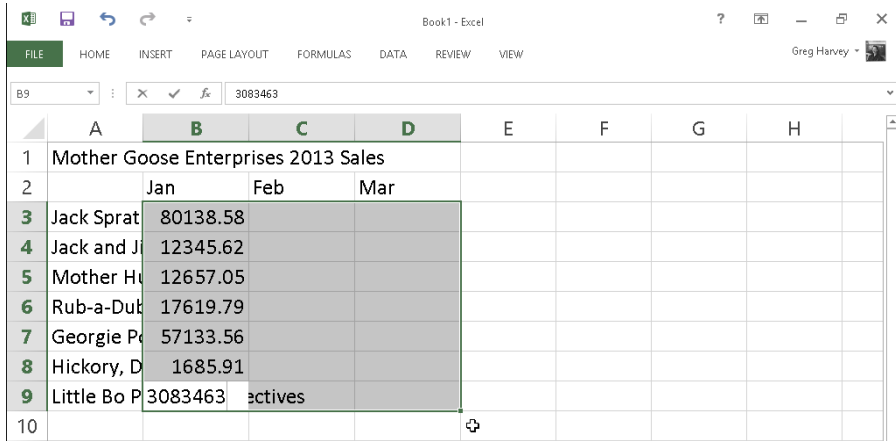 Book1 - Excel ?
FILE HOME INSERT PAGE LAYOUT FORMULAS DATA REVIEW VIEW Greg Harvey
B9 fx 3083463
A B C D E F G H
1 Mother Goose Enterprises 2013 Sales
2 Jan Feb Mar
3 Jack Sprat 80138.58
4 Jack and Ji 12345.62
5 Mother Hu 12657.05
6 Rub-a-Dub 17619.79
7 Georgie Po 57133.56
8 Hickory, D 1685.91
9 Little Bo P 3083463 ectives
10